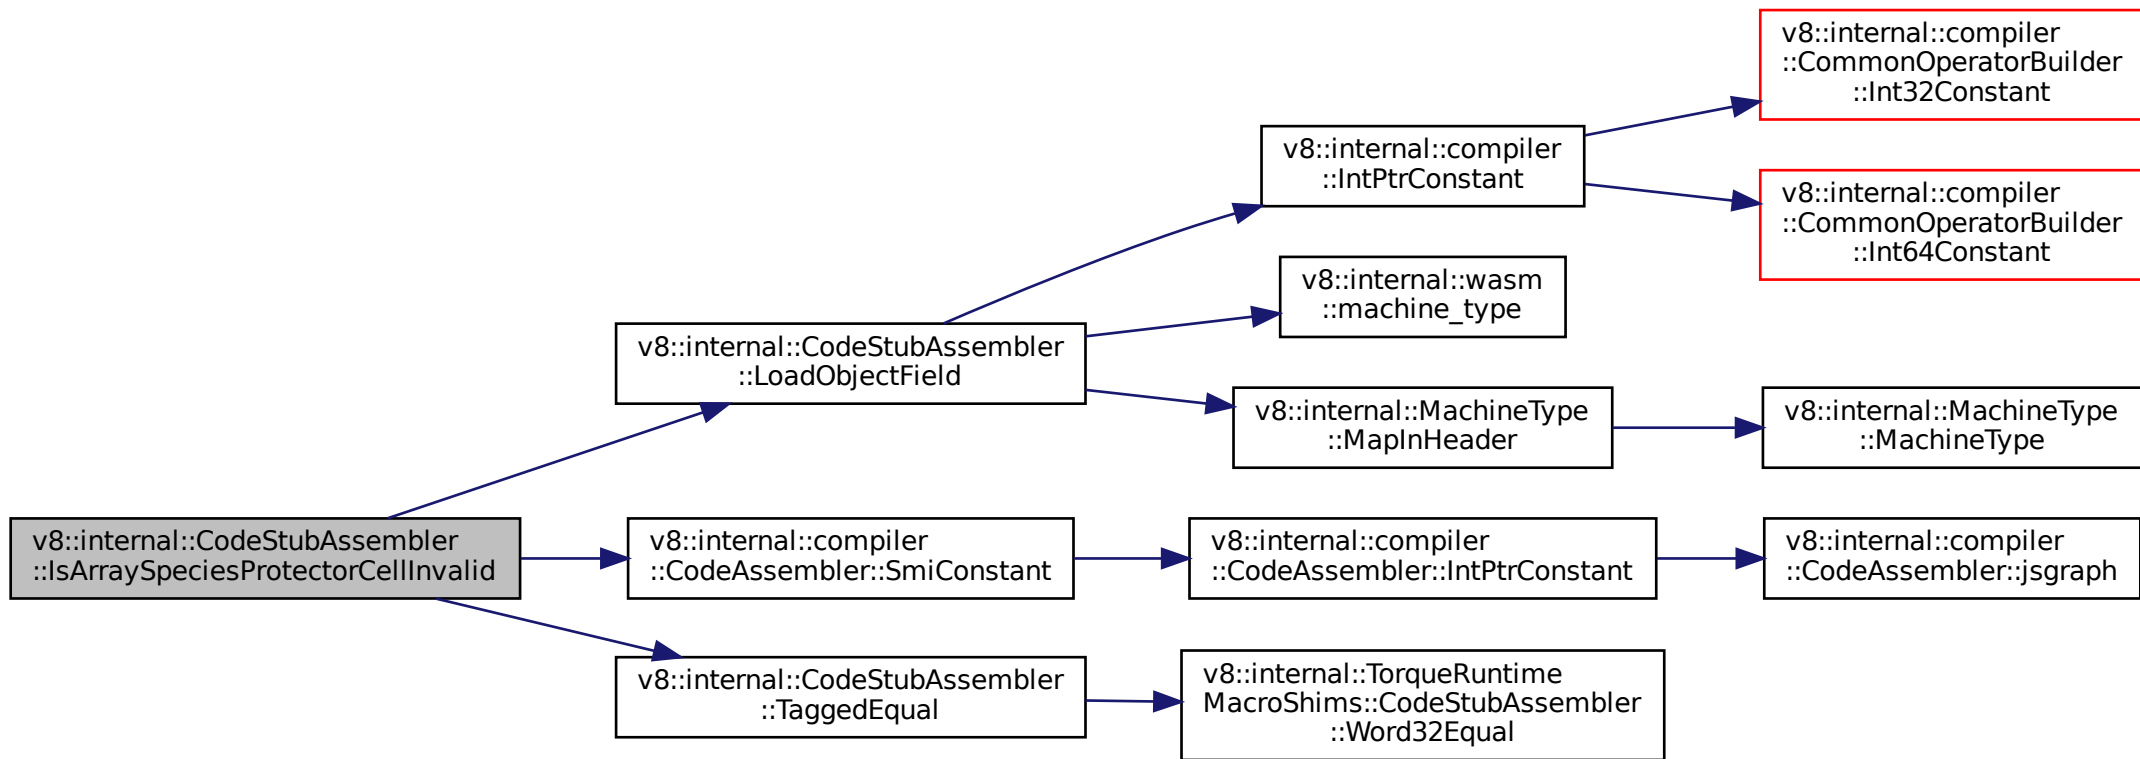 v8::internal::compiler
::CommonOperatorBuilder
::Int32Constant
v8::internal::compiler
::IntPtrConstant
v8::internal::compiler
::CommonOperatorBuilder
::Int64Constant
v8::internal::wasm
::machine_type
v8::internal::CodeStubAssembler
::LoadObjectField
v8::internal::MachineType
::MapInHeader
v8::internal::MachineType
::MachineType
v8::internal::CodeStubAssembler
::IsArraySpeciesProtectorCellInvalid
v8::internal::compiler
::CodeAssembler::SmiConstant
v8::internal::compiler
::CodeAssembler::IntPtrConstant
v8::internal::compiler
::CodeAssembler::jsgraph
v8::internal::CodeStubAssembler
::TaggedEqual
v8::internal::TorqueRuntime
MacroShims::CodeStubAssembler
::Word32Equal